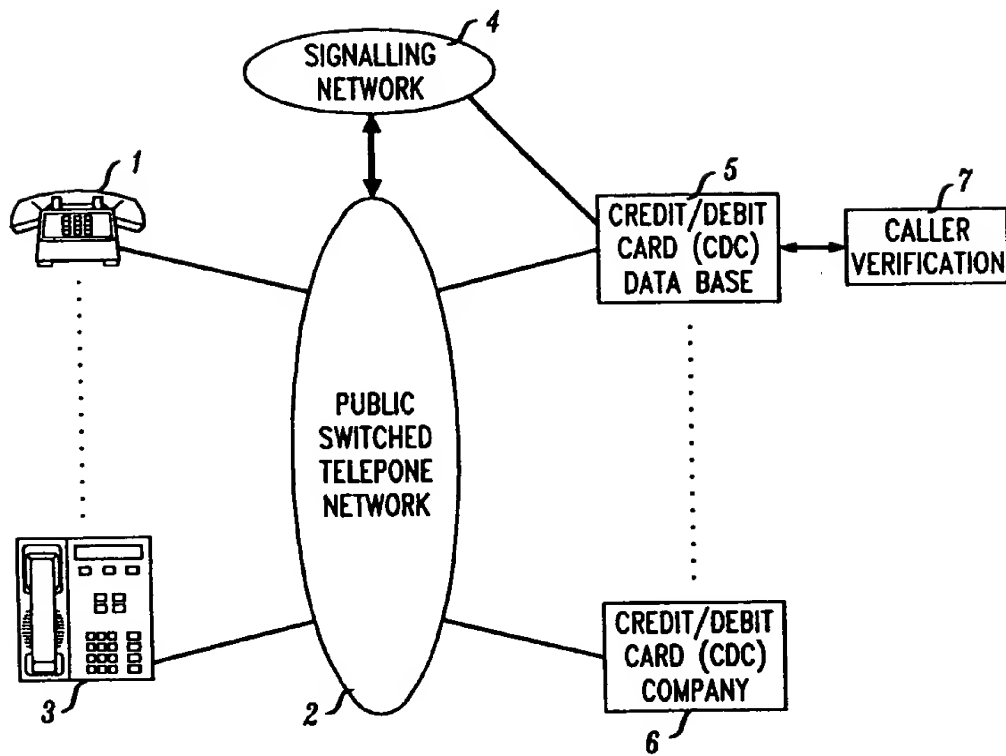 4
SIGNALLING
NETWORK
1
5
CREDIT/DEBIT
CARD (CDC)
DATA BASE
7
CALLER
VERIFICATION
PUBLIC
SWITCHED
TELEPONE
NETWORK
3
2
CREDIT/DEBIT
CARD (CDC)
COMPANY
6